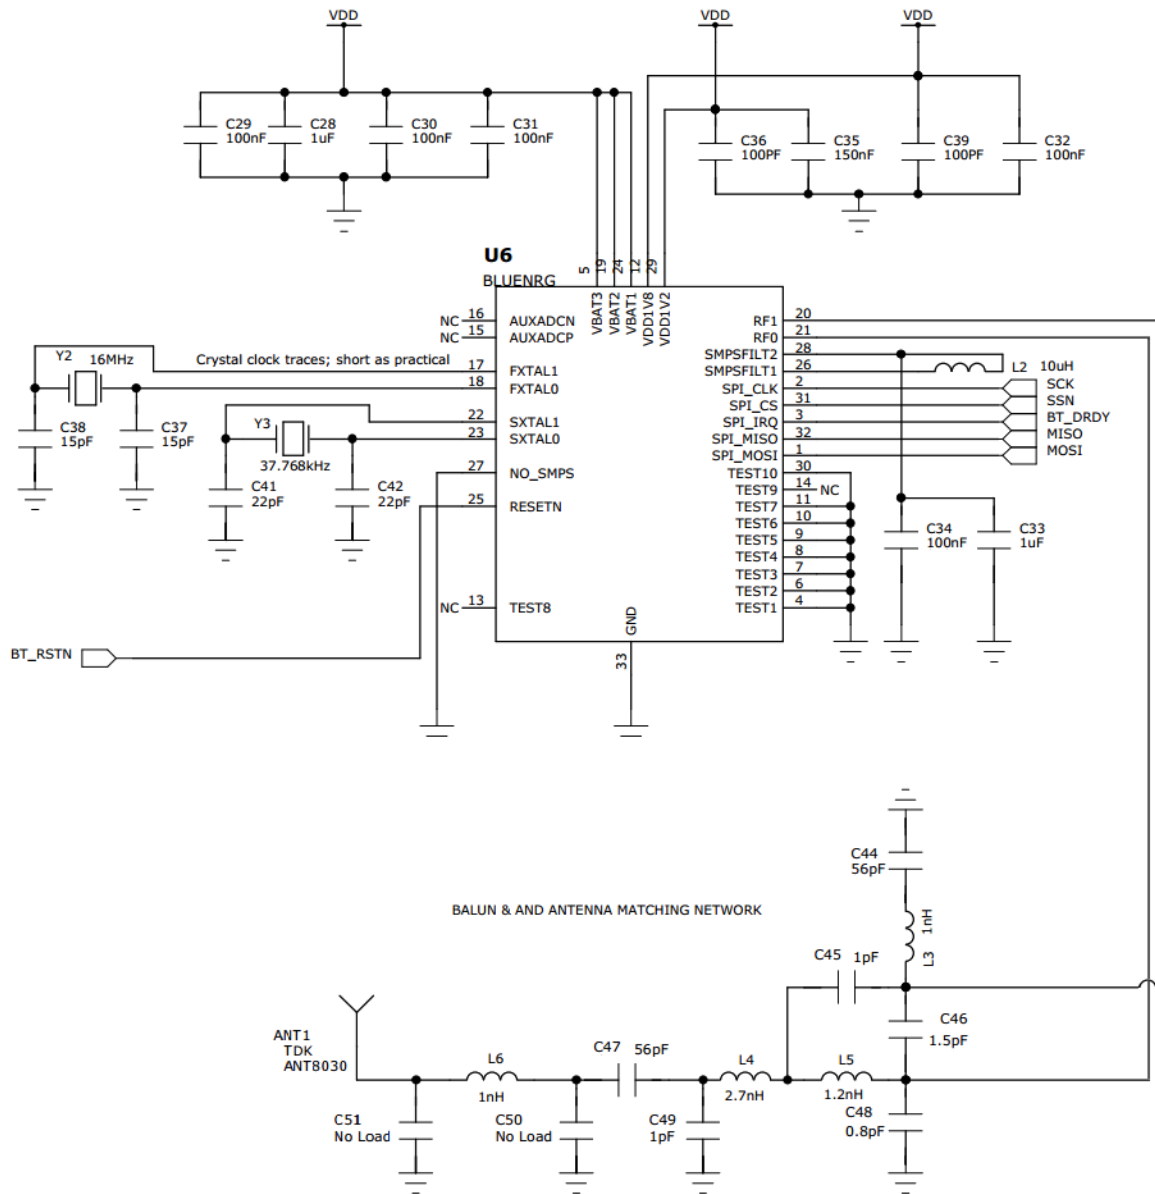 VDD
VDD
VDD
C29
100nF
C28
1uF
C30
100nF
C31
100nF
C36
100PF
C35
150nF
C39
100PF
C32
100nF
U6
BLUENRG
5
19
24
12
29
VBAT3
VBAT2
VBAT1
VDD1V8
VDD1V2
NC 16 AUXADCN
NC 15 AUXADCP
17 FXTAL1
18 FXTAL0
22 SXTAL1
23 SXTAL0
27 NO_SMPS
25 RESETN
NC 13 TEST8
RF1 20
RF0 21
SMPSFILT2 28
SMPSFILT1 26
SPI_CLK 2
SPI_CS 31
SPI_IRQ 3
SPI_MISO 32
SPI_MOSI 1
TEST10 30
TEST9 14 NC
TEST7 11
TEST6 10
TEST5 9
TEST4 8
TEST3 7
TEST2 6
TEST1 4
GND
33
L2 10uH
SCK
SSN
BT_DRDY
MISO
MOSI
Y2 16MHz
Crystal clock traces; short as practical
C38
15pF
C37
15pF
Y3
37.768kHz
C41
22pF
C42
22pF
C34
100nF
C33
1uF
BT_RSTN
BALUN & AND ANTENNA MATCHING NETWORK
C44
56pF
1nH
L3
C45 1pF
C46
1.5pF
ANT1
TDK
ANT8030
L6
1nH
C47 56pF
L4
2.7nH
L5
1.2nH
C51
No Load
C50
No Load
C49
1pF
C48
0.8pF